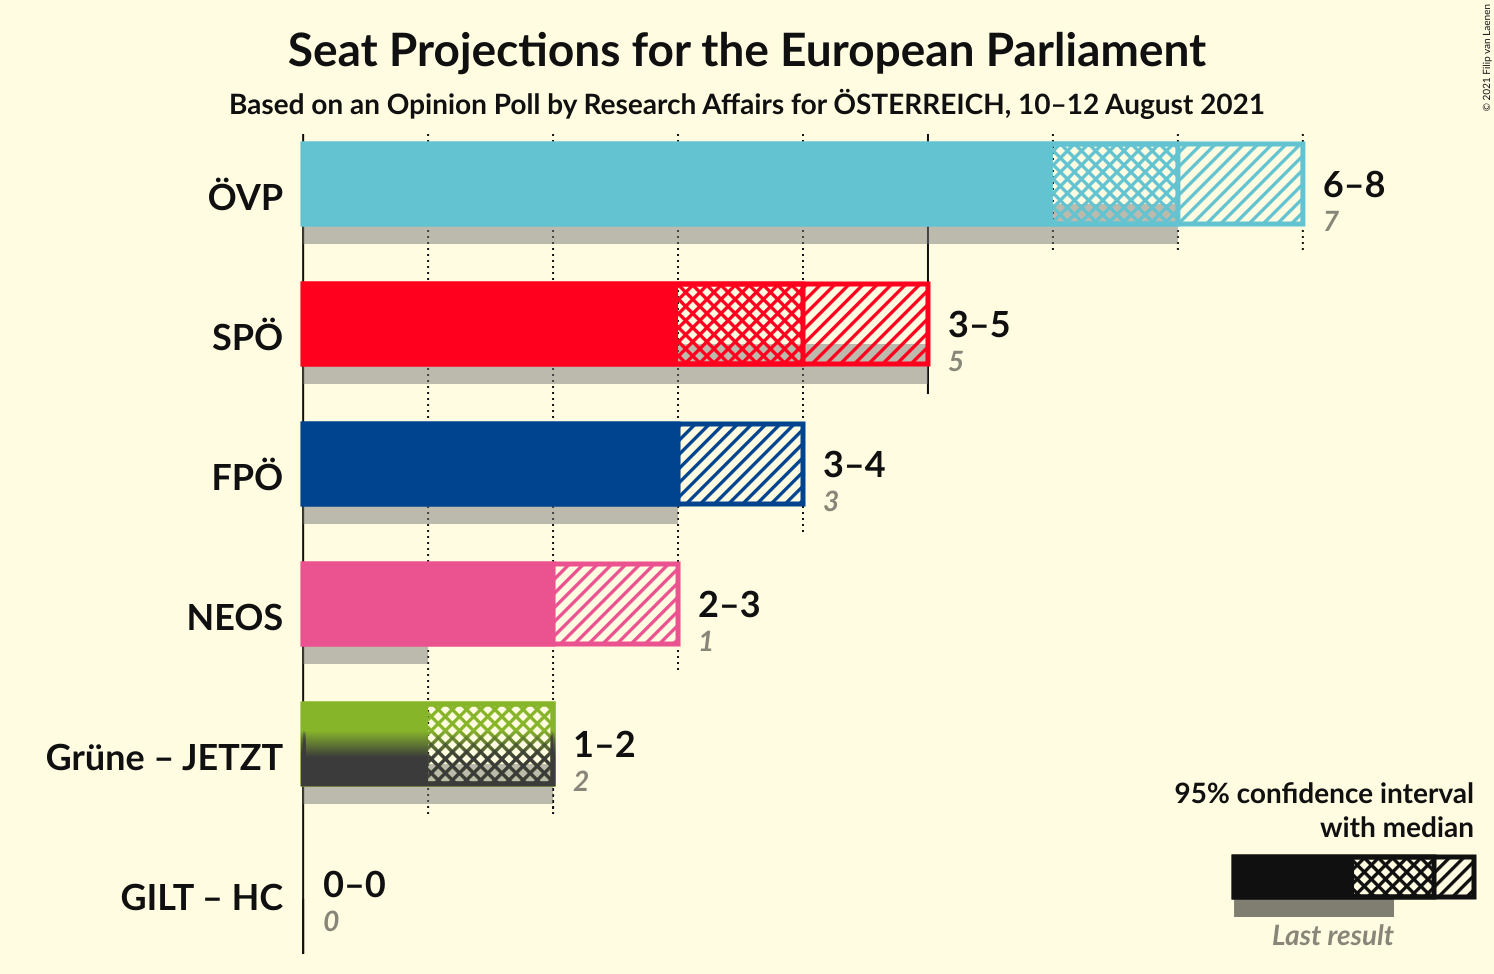 Seat Projections for the European Parliament
Based on an Opinion Poll by Research Affairs for ÖSTERREICH, 10–12 August 2021
© 2021 Filip van Laenen
ÖVP
6–8
7
SPÖ
3–5
5
FPÖ
3–4
3
NEOS
2–3
1
Grüne – JETZT
1–2
2
GILT – HC
0–0
0
95% confidence interval
with median
Last result